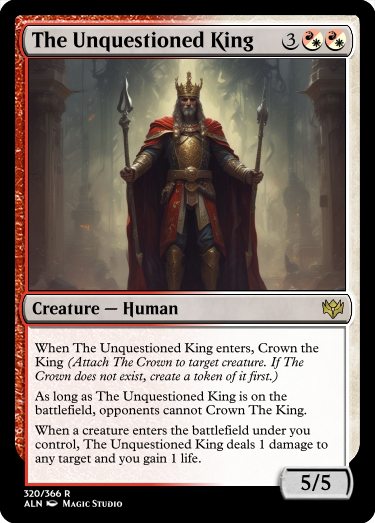 The Unquestioned King 3
Creature — Human
When The Unquestioned King enters, Crown the
King (Attach The Crown to target creature. If The
Crown does not exist, create a token of it first.)
As long as The Unquestioned King is on the
battlefield, opponents cannot Crown The King.
When a creature enters the battlefield under you
control, The Unquestioned King deals 1 damage to
any target and you gain 1 life.
5/5
320/366 R
ALN Magic Studio